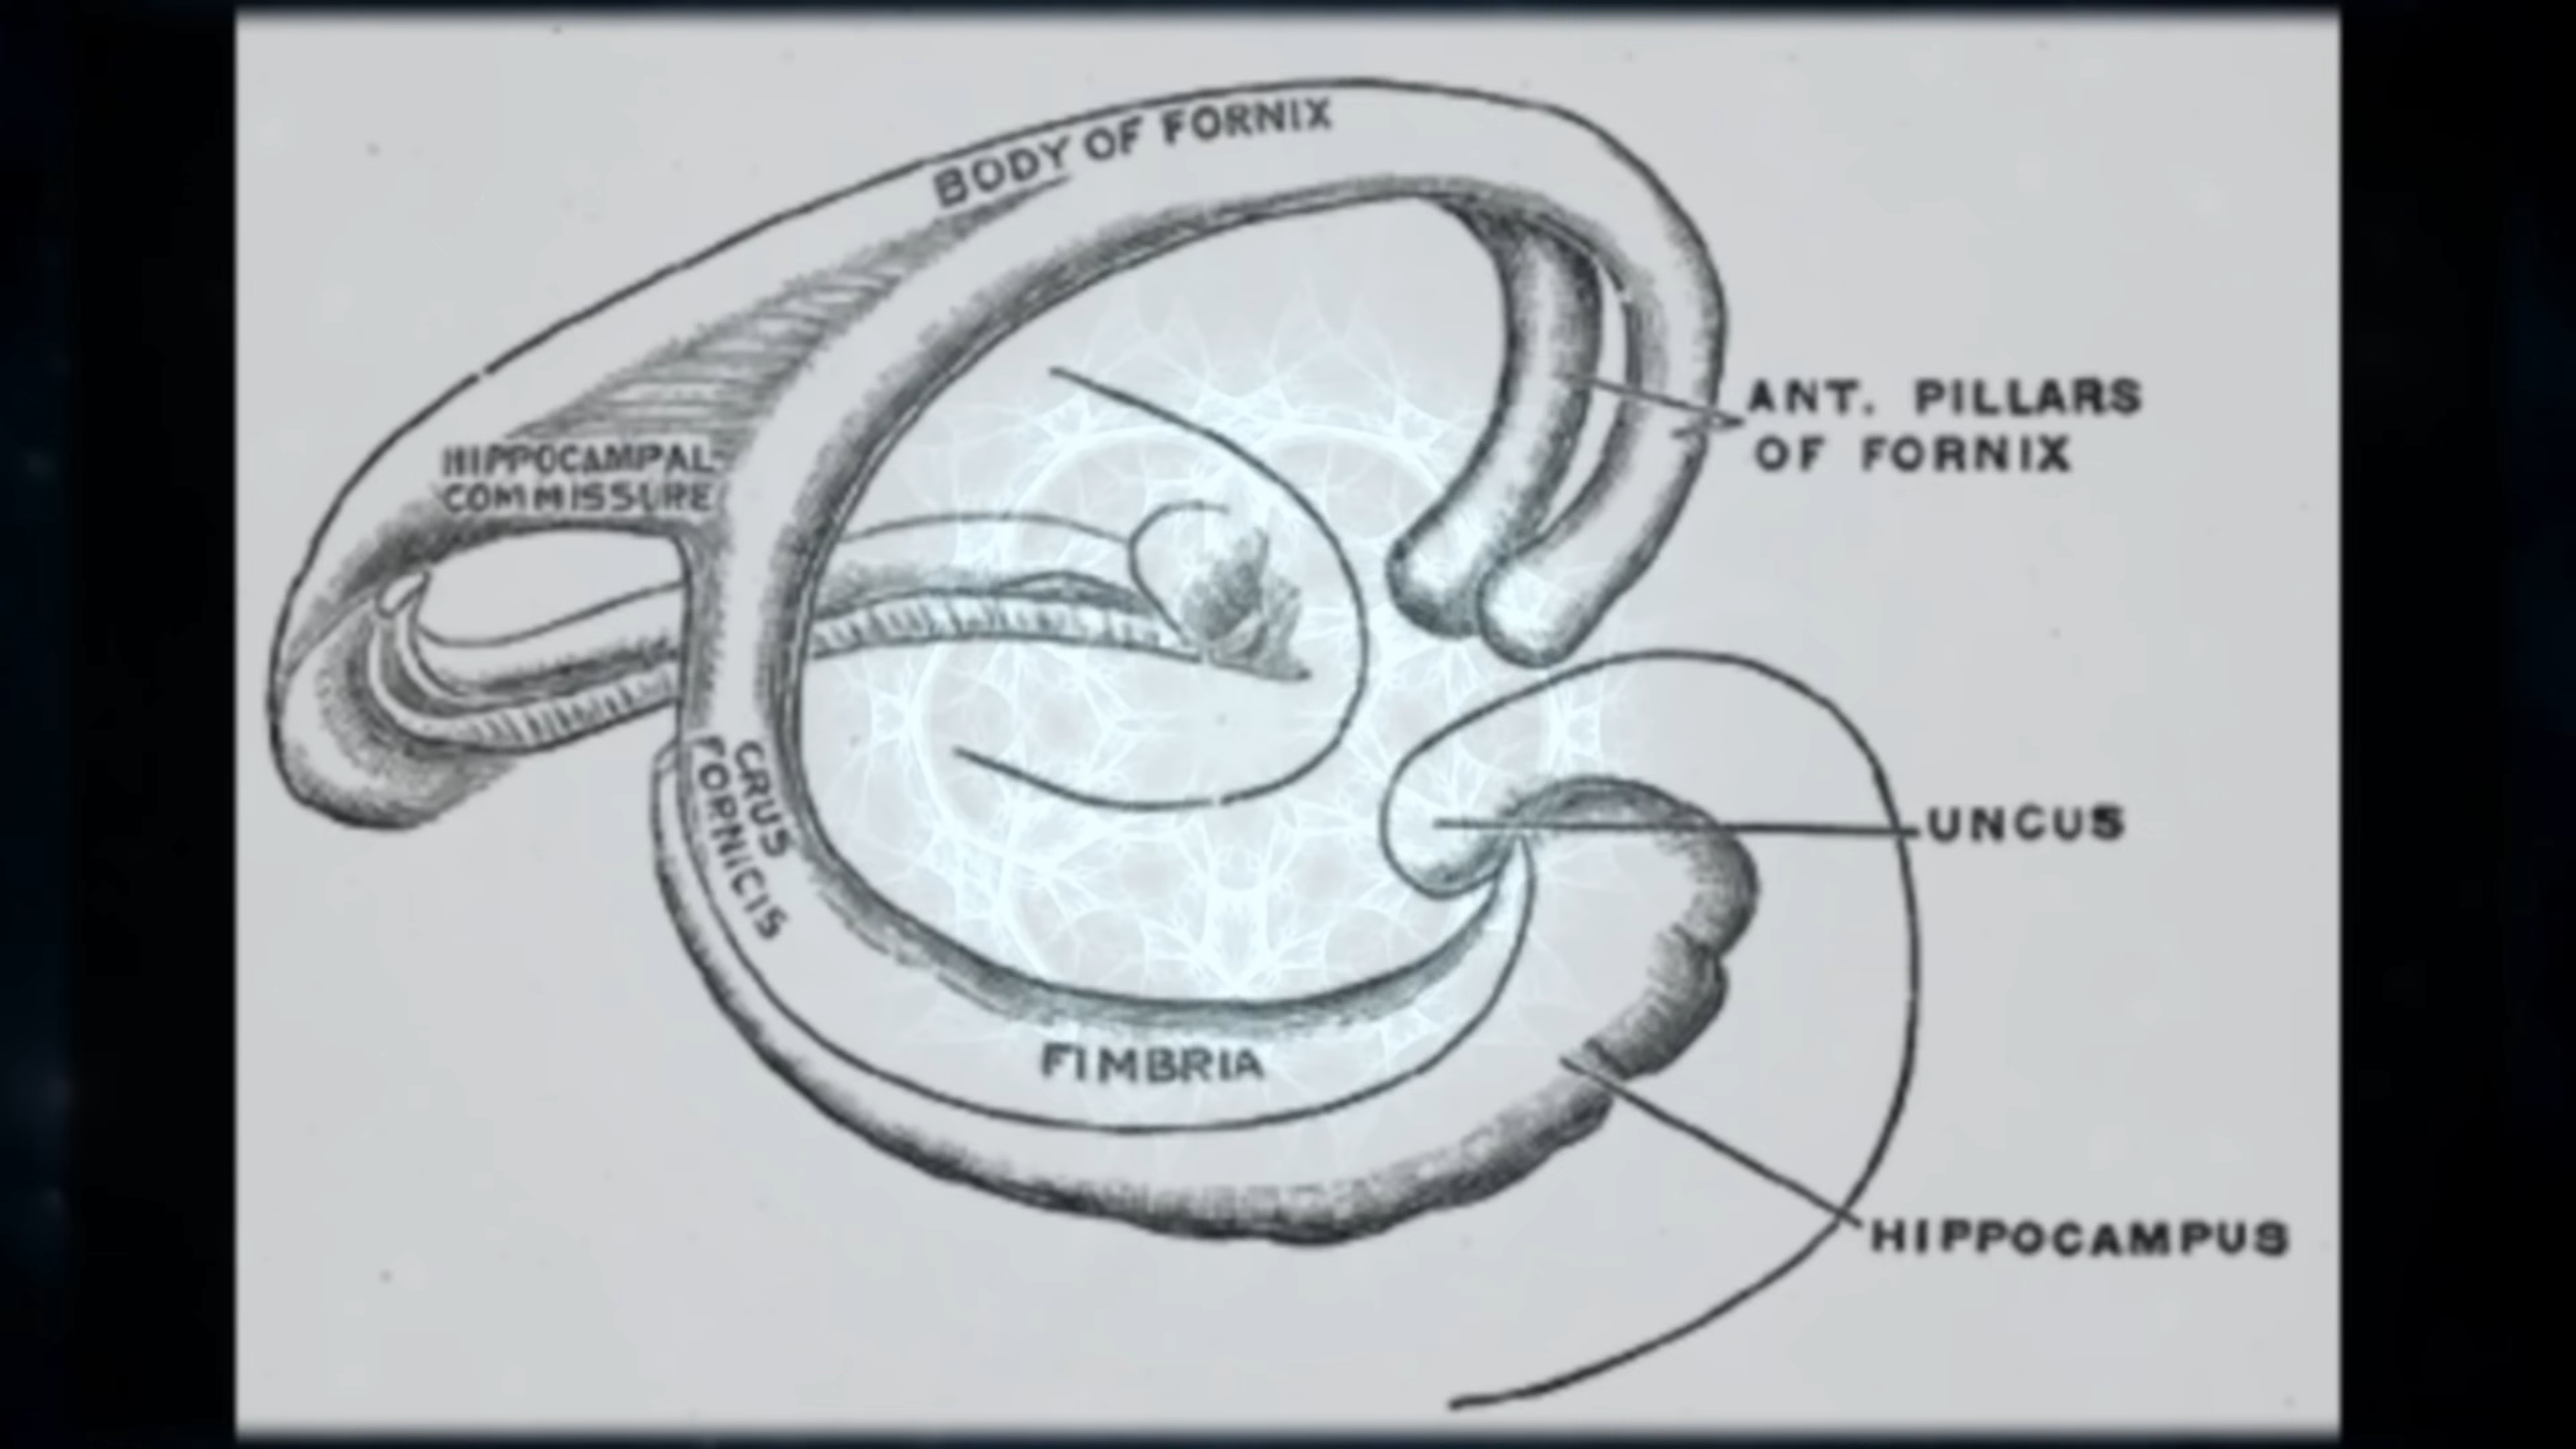 BODY OF FORNIX
ANT. PILLARS
OF FORNIX
HIPPOCAMPAL
COMMISSURE
CRUS
FORNICIS
UNCUS
FIMBRIA
HIPPOCAMPUS